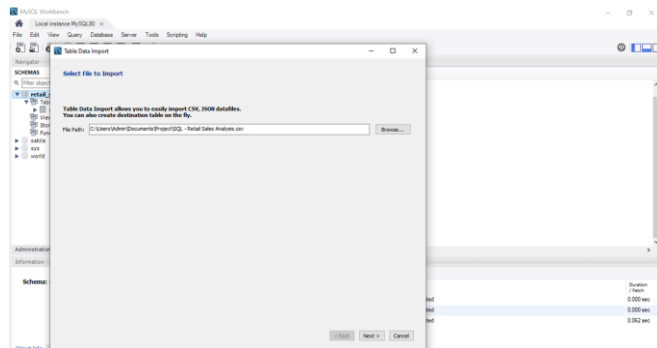 MySQL Workbench
Local instance MySQL80
File Edit View Query Database Server Tools Scripting Help
Table Data Import
Navigator
SCHEMAS
Select File to Import
Filter object
retail_s
Table Data Import allows you to easily import CSV, JSON datafiles.
You can also create destination table on the fly.
File Path: C:\Users\Admin\Documents\Project\SQL - Retail Sales Analysis.csv Browse...
sakila
sys
world
Administration
Information
Schema:
Duration
/ Fetch
0.000 sec
0.000 sec
0.062 sec
< Back Next > Cancel